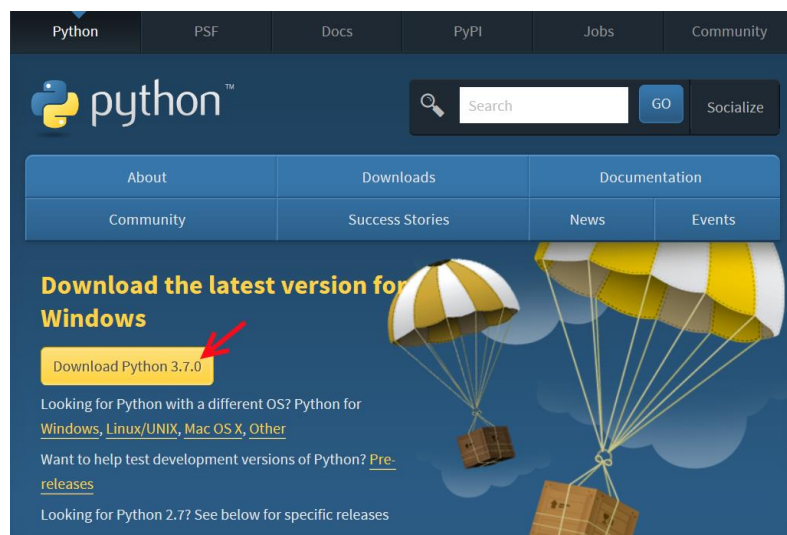 Python PSF Docs PyPI Jobs Community
python™
Search GO Socialize
About Downloads Documentation
Community Success Stories News Events
Download the latest version for
Windows
Download Python 3.7.0
Looking for Python with a different OS? Python for
Windows, Linux/UNIX, Mac OS X, Other
Want to help test development versions of Python? Pre-
releases
Looking for Python 2.7? See below for specific releases